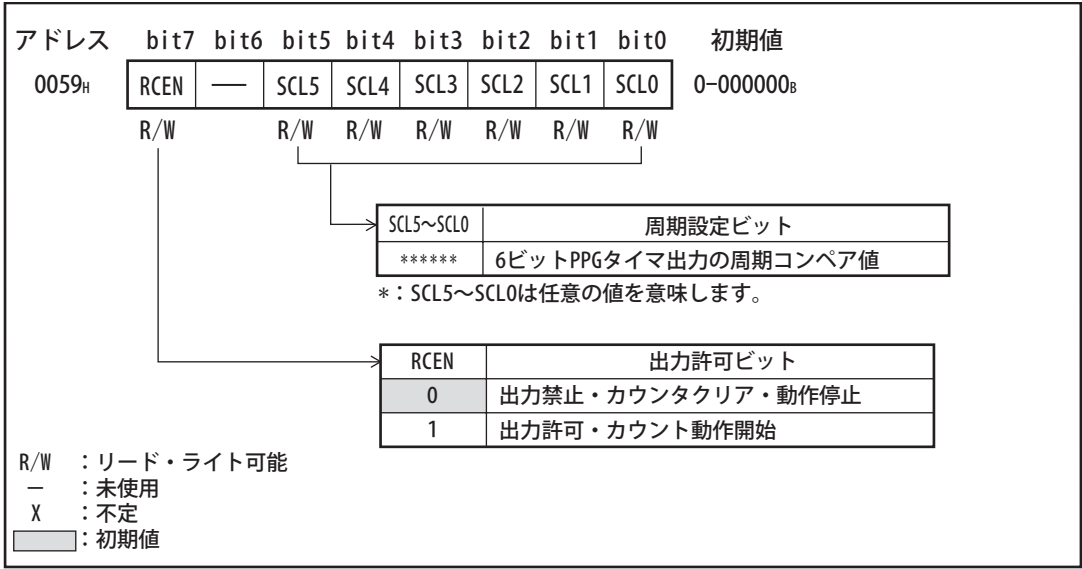 アドレス bit7 bit6 bit5 bit4 bit3 bit2 bit1 bit0 初期値
0059H RCEN — SCL5 SCL4 SCL3 SCL2 SCL1 SCL0 0-000000B
R/W R/W R/W R/W R/W R/W R/W
SCL5～SCL0 周期設定ビット
****** 6ビットPPGタイマ出力の周期コンペア値
*：SCL5～SCL0は任意の値を意味します。
RCEN 出力許可ビット
0 出力禁止・カウンタクリア・動作停止
1 出力許可・カウント動作開始
R/W ：リード・ライト可能
— ：未使用
X ：不定
：初期値